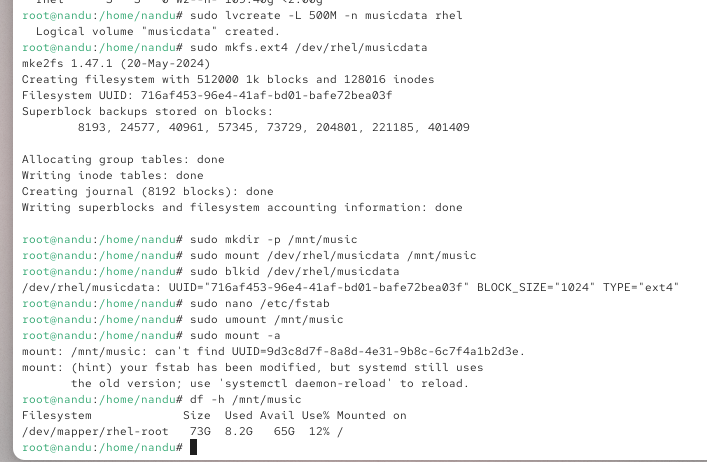 root@nandu:/home/nandu# sudo lvcreate -L 500M -n musicdata rhel
  Logical volume "musicdata" created.
root@nandu:/home/nandu# sudo mkfs.ext4 /dev/rhel/musicdata
mke2fs 1.47.1 (20-May-2024)
Creating filesystem with 512000 1k blocks and 128016 inodes
Filesystem UUID: 716af453-96e4-41af-bd01-bafe72bea03f
Superblock backups stored on blocks:
        8193, 24577, 40961, 57345, 73729, 204801, 221185, 401409

Allocating group tables: done
Writing inode tables: done
Creating journal (8192 blocks): done
Writing superblocks and filesystem accounting information: done

root@nandu:/home/nandu# sudo mkdir -p /mnt/music
root@nandu:/home/nandu# sudo mount /dev/rhel/musicdata /mnt/music
root@nandu:/home/nandu# sudo blkid /dev/rhel/musicdata
/dev/rhel/musicdata: UUID="716af453-96e4-41af-bd01-bafe72bea03f" BLOCK_SIZE="1024" TYPE="ext4"
root@nandu:/home/nandu# sudo nano /etc/fstab
root@nandu:/home/nandu# sudo umount /mnt/music
root@nandu:/home/nandu# sudo mount -a
mount: /mnt/music: can't find UUID=9d3c8d7f-8a8d-4e31-9b8c-6c7f4a1b2d3e.
mount: (hint) your fstab has been modified, but systemd still uses
       the old version; use 'systemctl daemon-reload' to reload.
root@nandu:/home/nandu# df -h /mnt/music
Filesystem             Size  Used Avail Use% Mounted on
/dev/mapper/rhel-root   73G  8.2G   65G  12% /
root@nandu:/home/nandu#